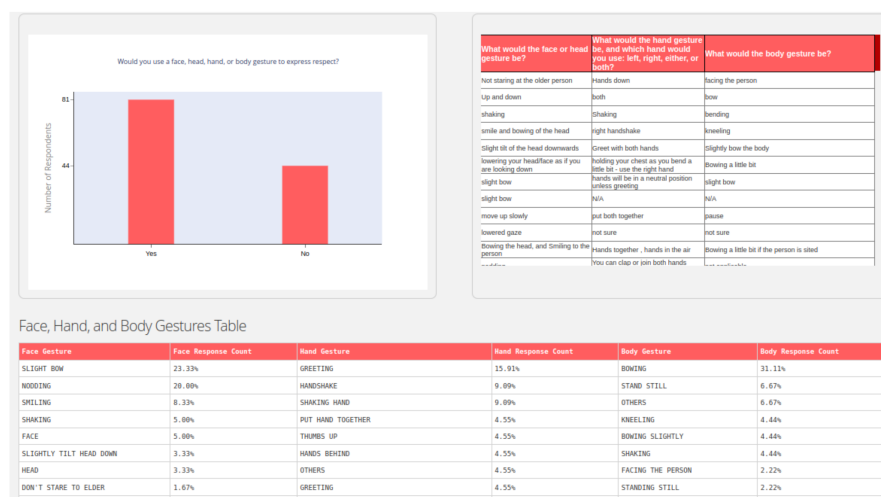 Would you use a face, head, hand, or body gesture to express respect?
Number of Respondents
81
44
Yes
No
What would the face or head gesture be?
What would the hand gesture be, and which hand would you use: left, right, either, or both?
What would the body gesture be?
Not staring at the older person
Hands down
facing the person
Up and down
both
bow
shaking
Shaking
bending
smile and bowing of the head
right handshake
kneeling
Slight tilt of the head downwards
Greet with both hands
Slightly bow the body
lowering your head/face as if you are looking down
holding your chest as you bend a little bit - use the right hand
Bowing a little bit
slight bow
hands will be in a neutral position unless greeting
slight bow
slight bow
N/A
N/A
move up slowly
put both together
pause
lowered gaze
not sure
not sure
Bowing the head, and Smiling to the person
Hands together , hands in the air
Bowing a little bit if the person is sited
You can clap or join both hands
Face, Hand, and Body Gestures Table
Face Gesture Face Response Count Hand Gesture Hand Response Count Body Gesture Body Response Count
SLIGHT BOW 23.33% GREETING 15.91% BOWING 31.11%
NODDING 20.00% HANDSHAKE 9.09% STAND STILL 6.67%
SMILING 8.33% SHAKING HAND 9.09% OTHERS 6.67%
SHAKING 5.00% PUT HAND TOGETHER 4.55% KNEELING 4.44%
FACE 5.00% THUMBS UP 4.55% BOWING SLIGHTLY 4.44%
SLIGHTLY TILT HEAD DOWN 3.33% HANDS BEHIND 4.55% SHAKING 4.44%
HEAD 3.33% OTHERS 4.55% FACING THE PERSON 2.22%
DON'T STARE TO ELDER 1.67% GREETING 4.55% STANDING STILL 2.22%